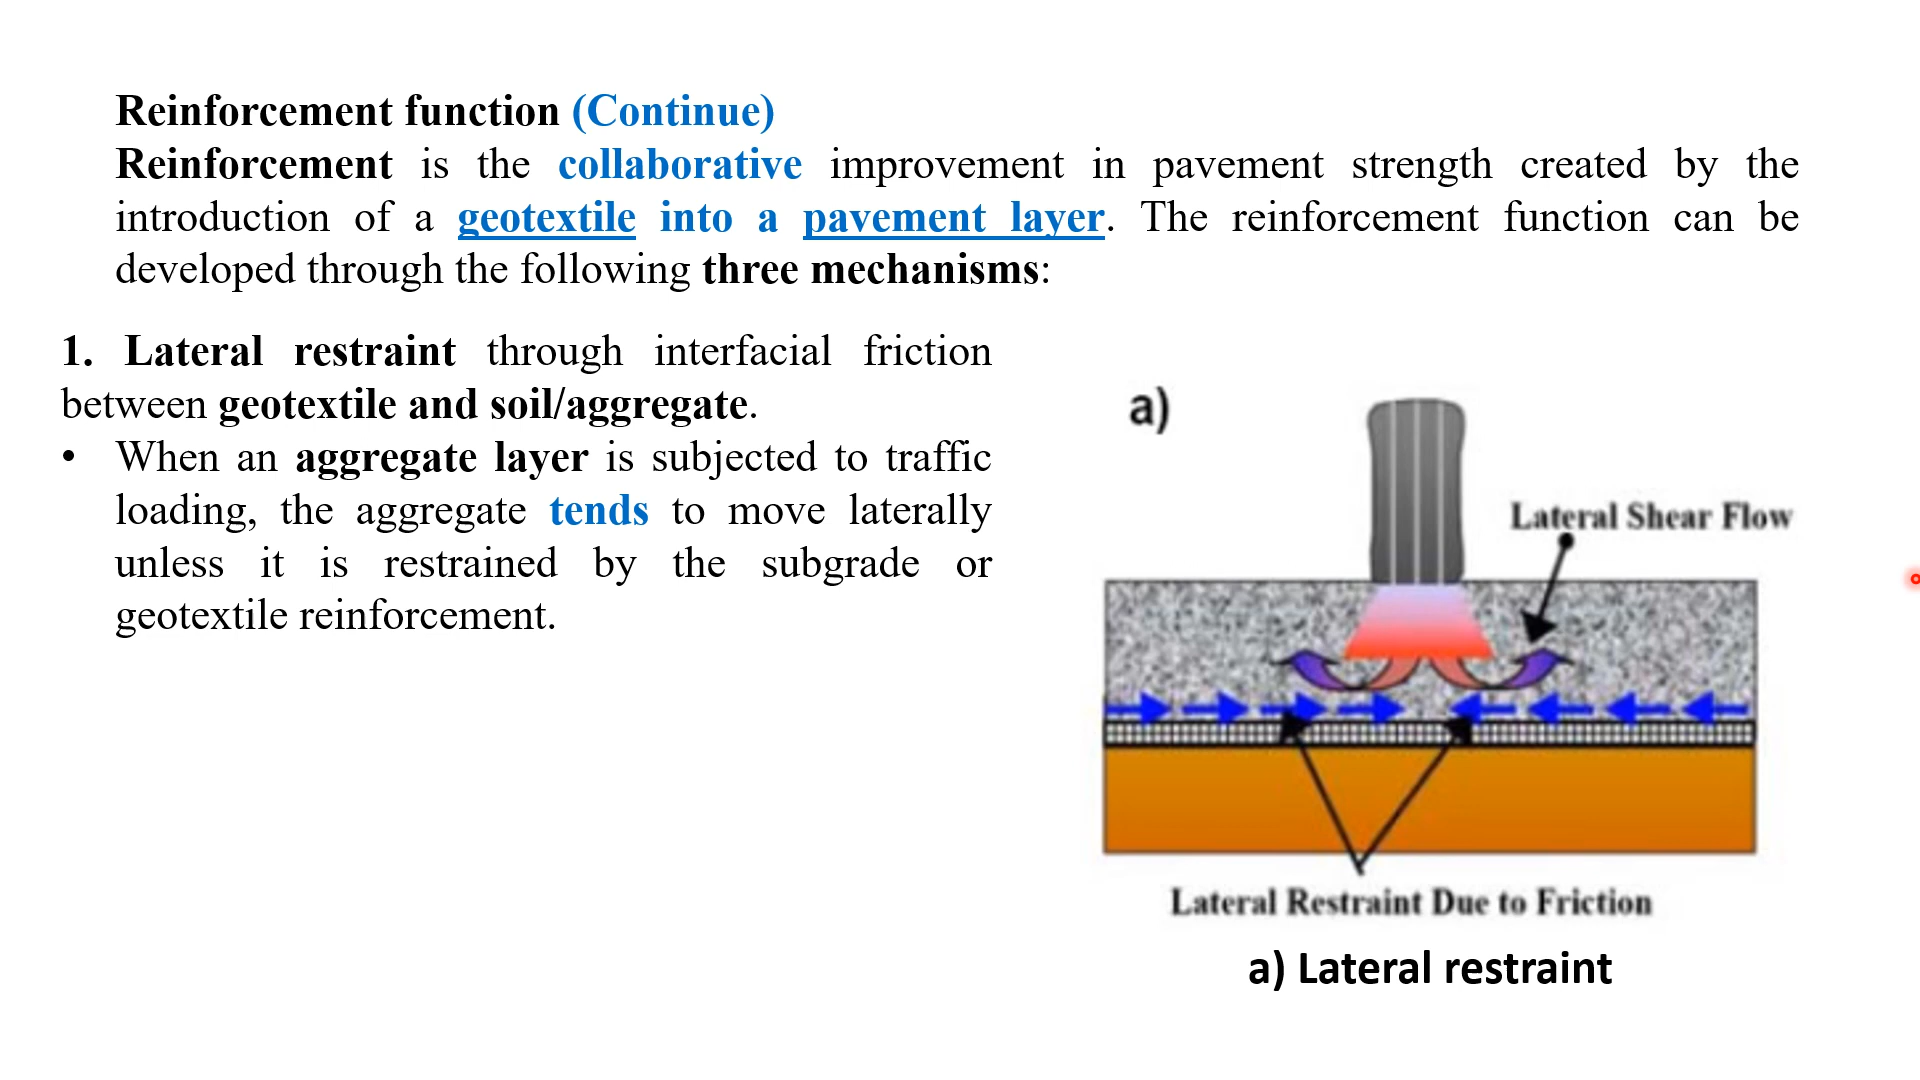 Reinforcement function (Continue)
Reinforcement is the collaborative improvement in pavement strength created by the
introduction of a geotextile into a pavement layer. The reinforcement function can be
developed through the following three mechanisms:
1. Lateral restraint through interfacial friction
between geotextile and soil/aggregate.
• When an aggregate layer is subjected to traffic
loading, the aggregate tends to move laterally
unless it is restrained by the subgrade or
geotextile reinforcement.
a)
Lateral Shear Flow
Lateral Restraint Due to Friction
a) Lateral restraint